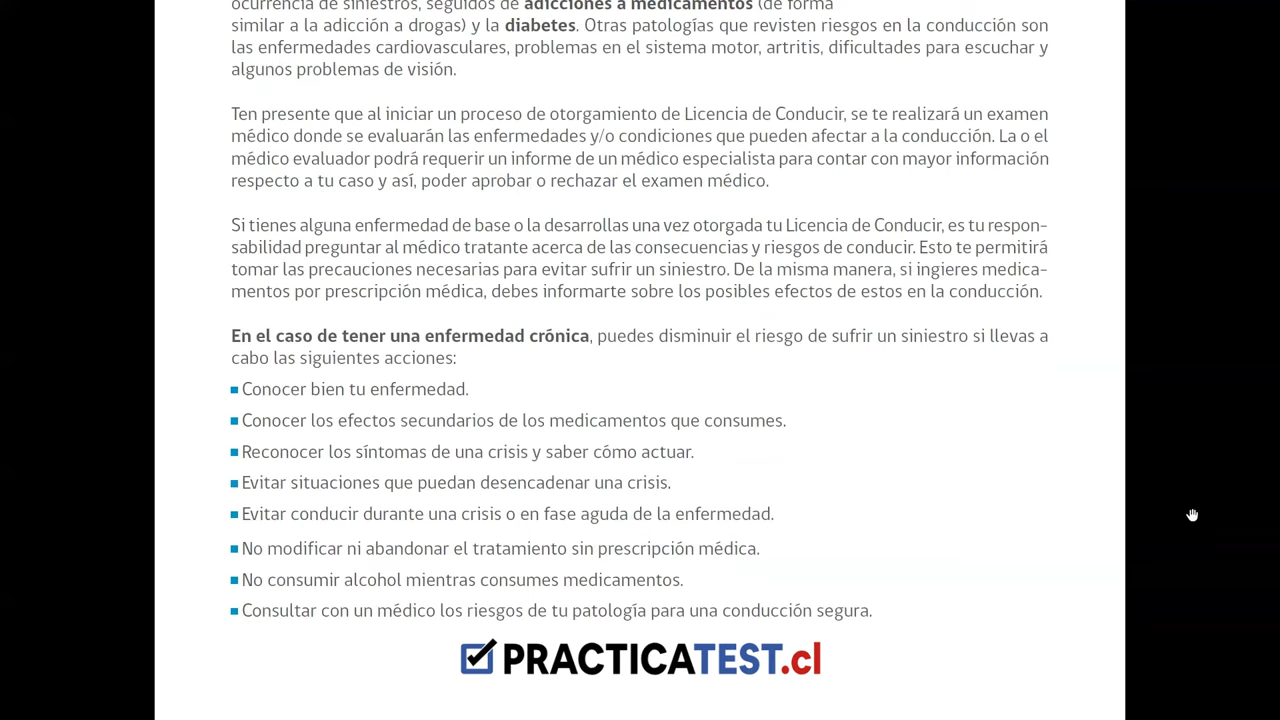 ocurrencia de siniestros, seguidos de adicciones a medicamentos (de forma
similar a la adicción a drogas) y la diabetes. Otras patologías que revisten riesgos en la conducción son
las enfermedades cardiovasculares, problemas en el sistema motor, artritis, dificultades para escuchar y
algunos problemas de visión.
Ten presente que al iniciar un proceso de otorgamiento de Licencia de Conducir, se te realizará un examen
médico donde se evaluarán las enfermedades y/o condiciones que pueden afectar a la conducción. La o el
médico evaluador podrá requerir un informe de un médico especialista para contar con mayor información
respecto a tu caso y así, poder aprobar o rechazar el examen médico.
Si tienes alguna enfermedad de base o la desarrollas una vez otorgada tu Licencia de Conducir, es tu respon-
sabilidad preguntar al médico tratante acerca de las consecuencias y riesgos de conducir. Esto te permitirá
tomar las precauciones necesarias para evitar sufrir un siniestro. De la misma manera, si ingieres medica-
mentos por prescripción médica, debes informarte sobre los posibles efectos de estos en la conducción.
En el caso de tener una enfermedad crónica, puedes disminuir el riesgo de sufrir un siniestro si llevas a
cabo las siguientes acciones:
Conocer bien tu enfermedad.
Conocer los efectos secundarios de los medicamentos que consumes.
Reconocer los síntomas de una crisis y saber cómo actuar.
Evitar situaciones que puedan desencadenar una crisis.
Evitar conducir durante una crisis o en fase aguda de la enfermedad.
No modificar ni abandonar el tratamiento sin prescripción médica.
No consumir alcohol mientras consumes medicamentos.
Consultar con un médico los riesgos de tu patología para una conducción segura.
PRACTICATEST.cl